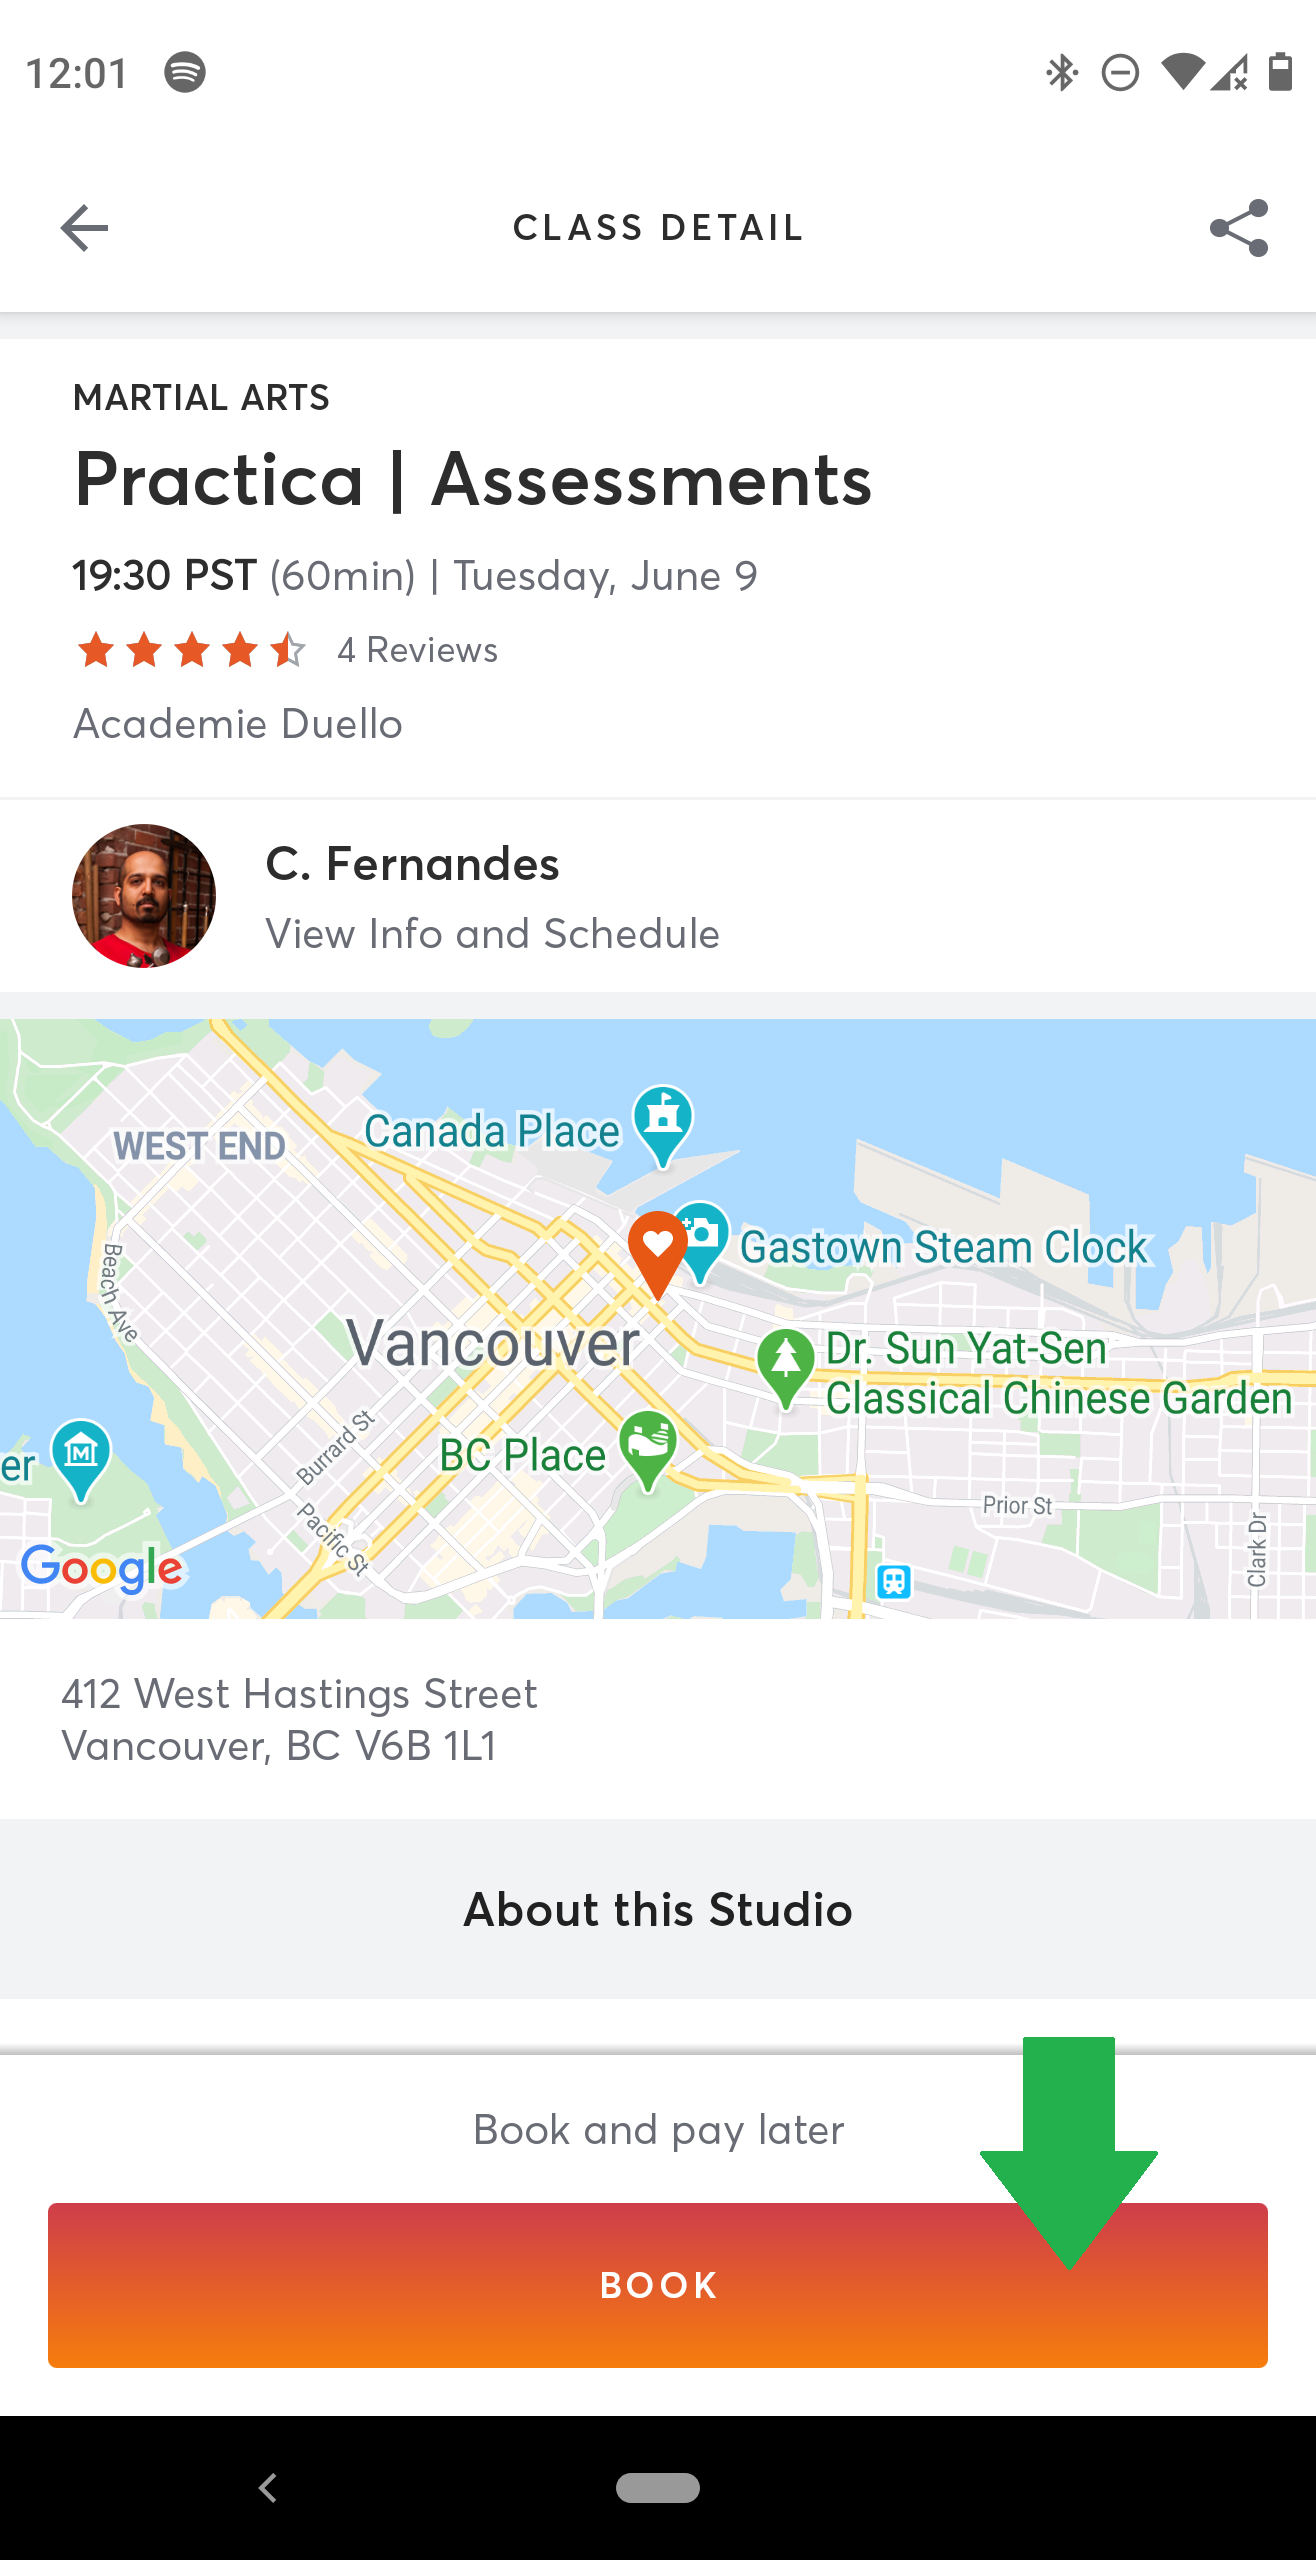 12:01
CLASS DETAIL
MARTIAL ARTS
Practica | Assessments
19:30 PST (60min) | Tuesday, June 9
4 Reviews
Academie Duello
C. Fernandes
View Info and Schedule
Canada Place
WEST END
Gastown Steam Clock
Beach Ave
Vancouver
Dr. Sun Yat-Sen
Classical Chinese Garden
Burrard St
BC Place
er
M
Prior St
Pacific St
Clark Dr
Google
412 West Hastings Street
Vancouver, BC V6B 1L1
About this Studio
Book and pay later
BOOK